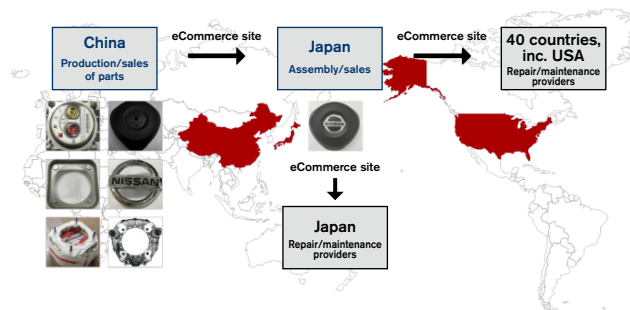 China
Production/sales
of parts
eCommerce site
Japan
Assembly/sales
eCommerce site
40 countries,
inc. USA
Repair/maintenance
providers
NISSAN
NISSAN
eCommerce site
Japan
Repair/maintenance
providers